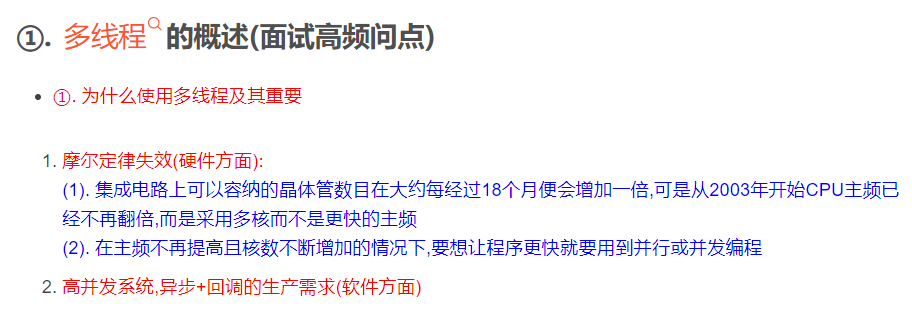 ①. 多线程的概述(面试高频问点)
①. 为什么使用多线程及其重要
1. 摩尔定律失效(硬件方面):
(1). 集成电路上可以容纳的晶体管数目在大约每经过18个月便会增加一倍,可是从2003年开始CPU主频已
经不再翻倍,而是采用多核而不是更快的主频
(2). 在主频不再提高且核数不断增加的情况下,要想让程序更快就要用到并行或并发编程
2. 高并发系统,异步+回调的生产需求(软件方面)